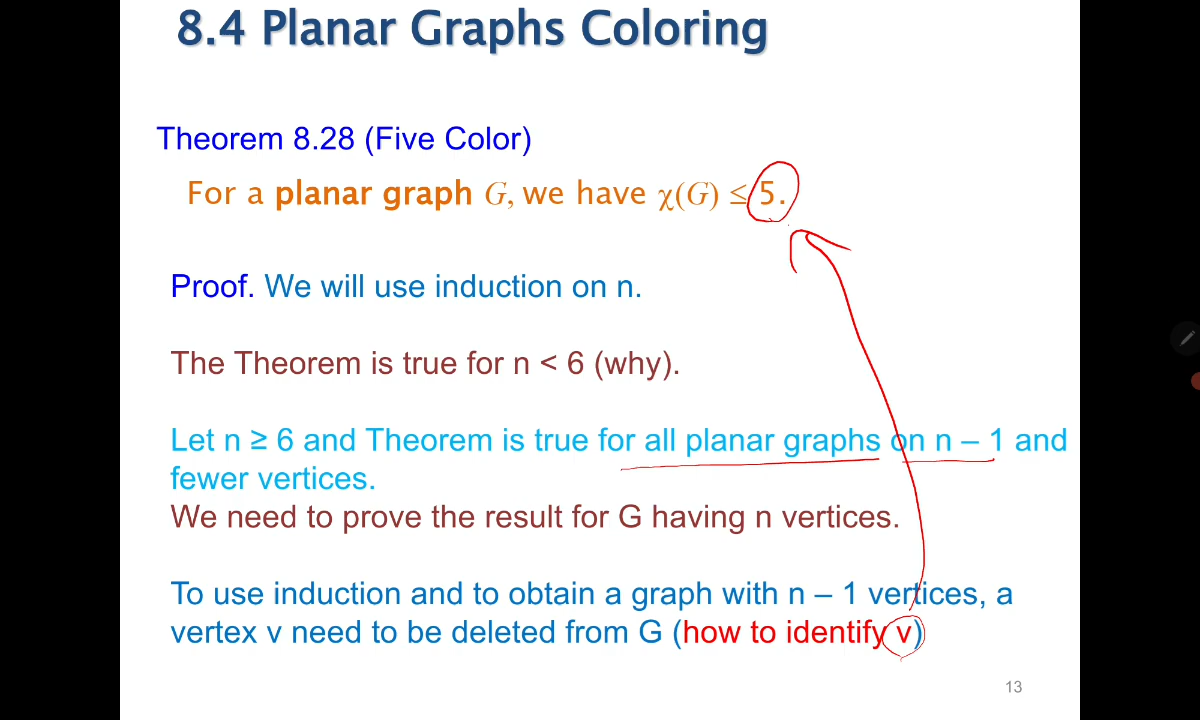 8.4 Planar Graphs Coloring
Theorem 8.28 (Five Color)
For a planar graph G, we have χ(G) ≤ 5.
Proof. We will use induction on n.
The Theorem is true for n < 6 (why).
Let n ≥ 6 and Theorem is true for all planar graphs on n – 1 and
fewer vertices.
We need to prove the result for G having n vertices.
To use induction and to obtain a graph with n – 1 vertices, a
vertex v need to be deleted from G (how to identify v)
13